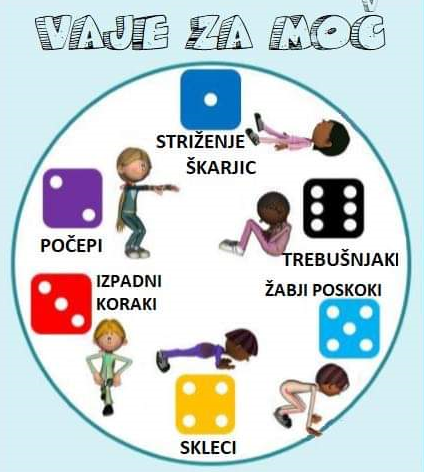 VAJE ZA MOČ
STRIŽENJE
ŠKARJIC
POČEPI
TREBUŠNJAKI
IZPADNI
KORAKI
ŽABJI POSKOKI
SKLECI